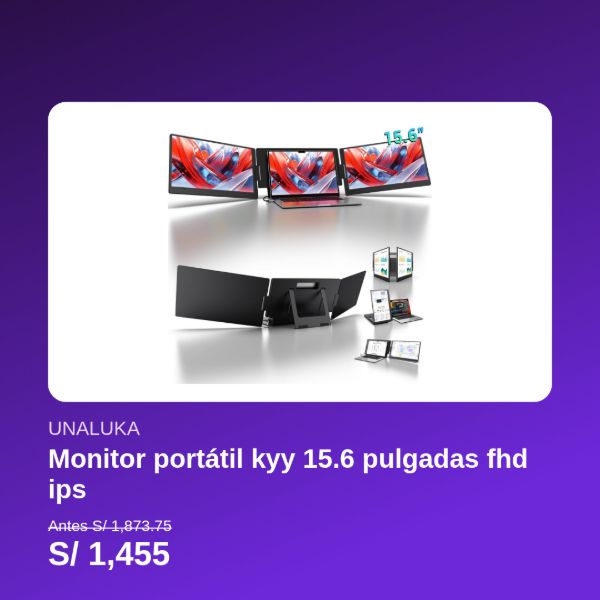 15.6"
UNALUKA
Monitor portátil kyy 15.6 pulgadas fhd
ips
Antes S/ 1,873.75
S/ 1,455